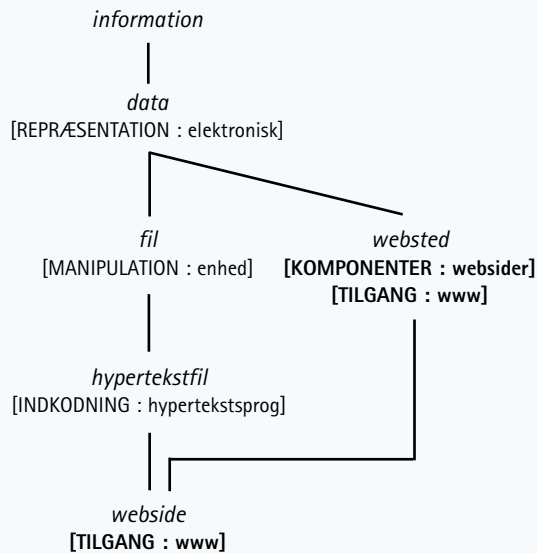 information
data
[REPRÆSENTATION : elektronisk]
fil
[MANIPULATION : enhed]
websted
[KOMPONENTER : websider]
[TILGANG : www]
hypertekstfil
[INDKODNING : hypertekstsprog]
webside
[TILGANG : www]